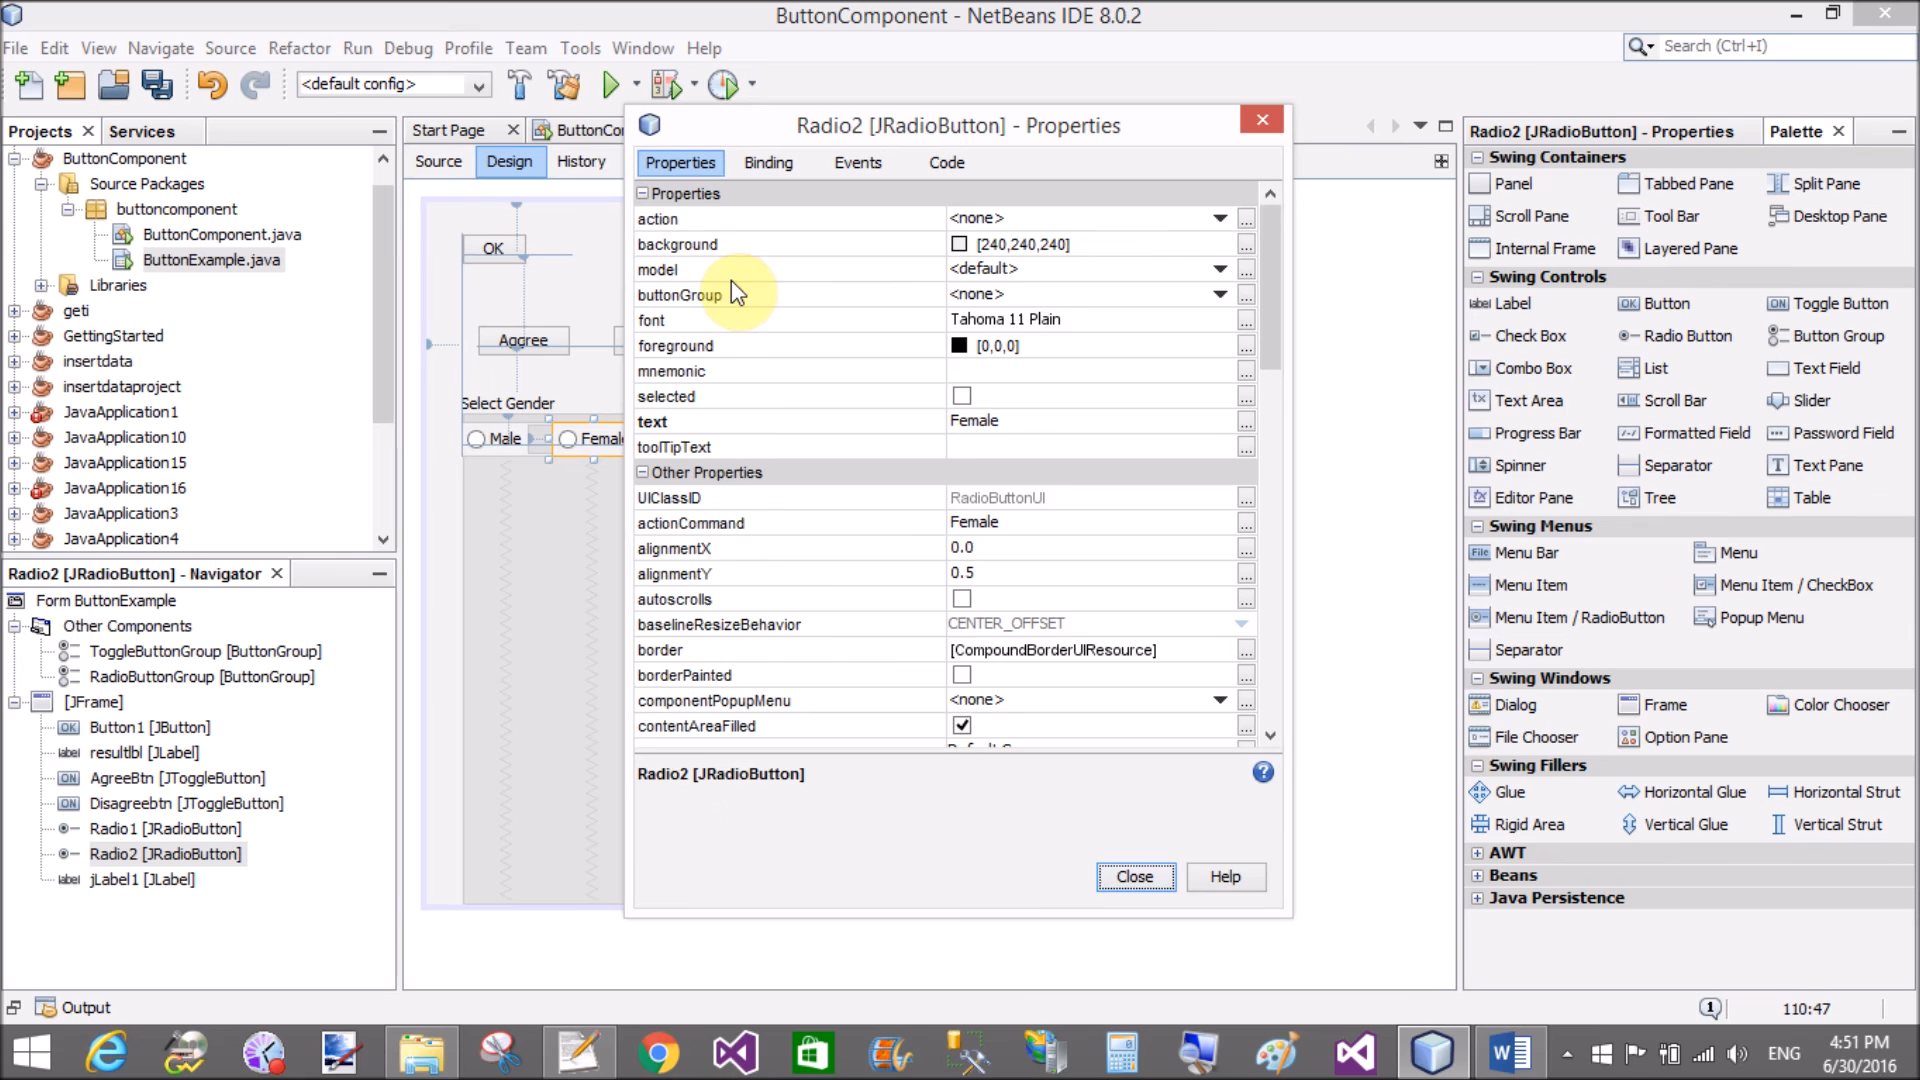 ButtonComponent - NetBeans IDE 8.0.2
File Edit View Navigate Source Refactor Run Debug Profile Team Tools Window Help
Search (Ctrl+I)
<default config>
Projects
Services
ButtonComponent
Source Packages
buttoncomponent
ButtonComponent.java
ButtonExample.java
Libraries
geti
GettingStarted
insertdata
insertdataproject
JavaApplication1
JavaApplication10
JavaApplication15
JavaApplication16
JavaApplication3
JavaApplication4
Radio2 [JRadioButton] - Navigator
Form ButtonExample
Other Components
ToggleButtonGroup [ButtonGroup]
RadioButtonGroup [ButtonGroup]
[JFrame]
OK Button1 [JButton]
label resultlbl [JLabel]
ON AgreeBtn [JToggleButton]
ON Disagreebtn [JToggleButton]
Radio1 [JRadioButton]
Radio2 [JRadioButton]
label jLabel1 [JLabel]
Start Page
ButtonCo
Source Design History
OK
Aggree
Select Gender
Male Female
Radio2 [JRadioButton] - Properties
Properties Binding Events Code
Properties
action <none> ...
background [240,240,240] ...
model <default> ...
buttonGroup <none> ...
font Tahoma 11 Plain ...
foreground [0,0,0] ...
mnemonic ...
selected ...
text Female ...
toolTipText ...
Other Properties
UIClassID RadioButtonUI ...
actionCommand Female ...
alignmentX 0.0 ...
alignmentY 0.5 ...
autoscrolls ...
baselineResizeBehavior CENTER_OFFSET
border [CompoundBorderUIResource] ...
borderPainted ...
componentPopupMenu <none> ...
contentAreaFilled ...
Radio2 [JRadioButton]
Close Help
Radio2 [JRadioButton] - Properties
Palette
Swing Containers
Panel Tabbed Pane Split Pane
Scroll Pane Tool Bar Desktop Pane
Internal Frame Layered Pane
Swing Controls
label Label OK Button ON Toggle Button
Check Box Radio Button Button Group
Combo Box List Text Field
Text Area Scroll Bar Slider
Progress Bar Formatted Field Password Field
Spinner Separator Text Pane
Editor Pane Tree Table
Swing Menus
File Menu Bar Menu
Menu Item Menu Item / CheckBox
Menu Item / RadioButton Popup Menu
Separator
Swing Windows
Dialog Frame Color Chooser
File Chooser Option Pane
Swing Fillers
Glue Horizontal Glue Horizontal Strut
Rigid Area Vertical Glue Vertical Strut
AWT
Beans
Java Persistence
Output
1
110:47
ENG
4:51 PM
6/30/2016